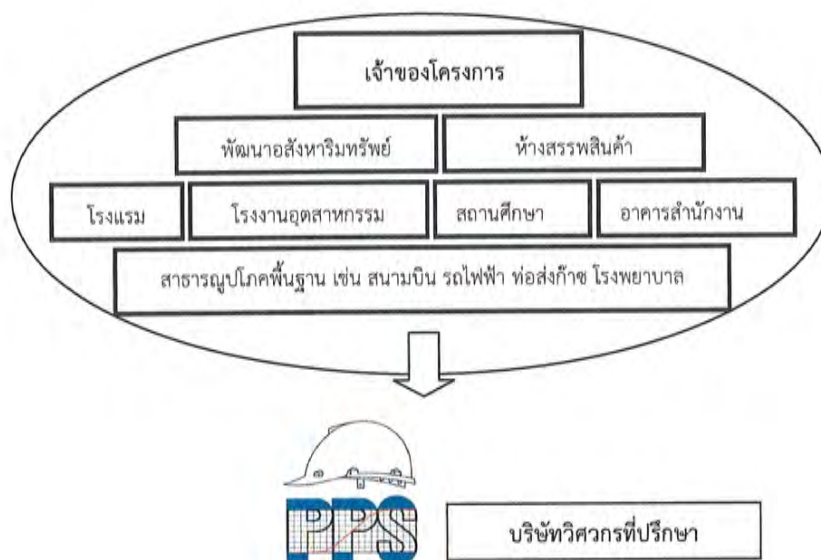 เจ้าของโครงการ
พัฒนาอสังหาริมทรัพย์ ห้างสรรพสินค้า
โรงแรม โรงงานอุตสาหกรรม สถานศึกษา อาคารสำนักงาน
สาธารณูปโภคพื้นฐาน เช่น สนามบิน รถไฟฟ้า ท่อส่งก๊าซ โรงพยาบาล
PPS บริษัทวิศวกรที่ปรึกษา